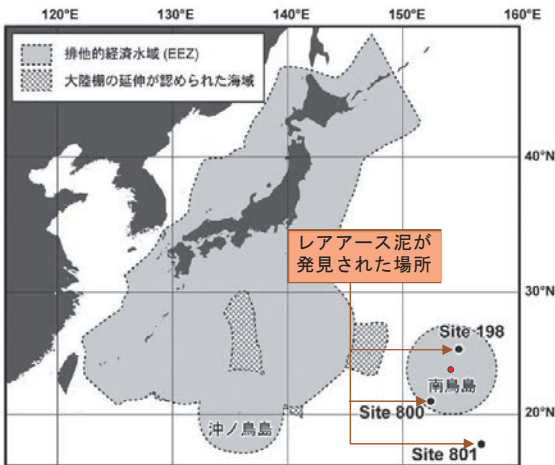 120°E
130°E
140°E
150°E
160°E
排他的経済水域 (EEZ)
大陸棚の延伸が認められた海域
40°N
レアアース泥が
発見された場所
30°N
Site 198
南鳥島
Site 800
20°N
沖ノ鳥島
Site 801